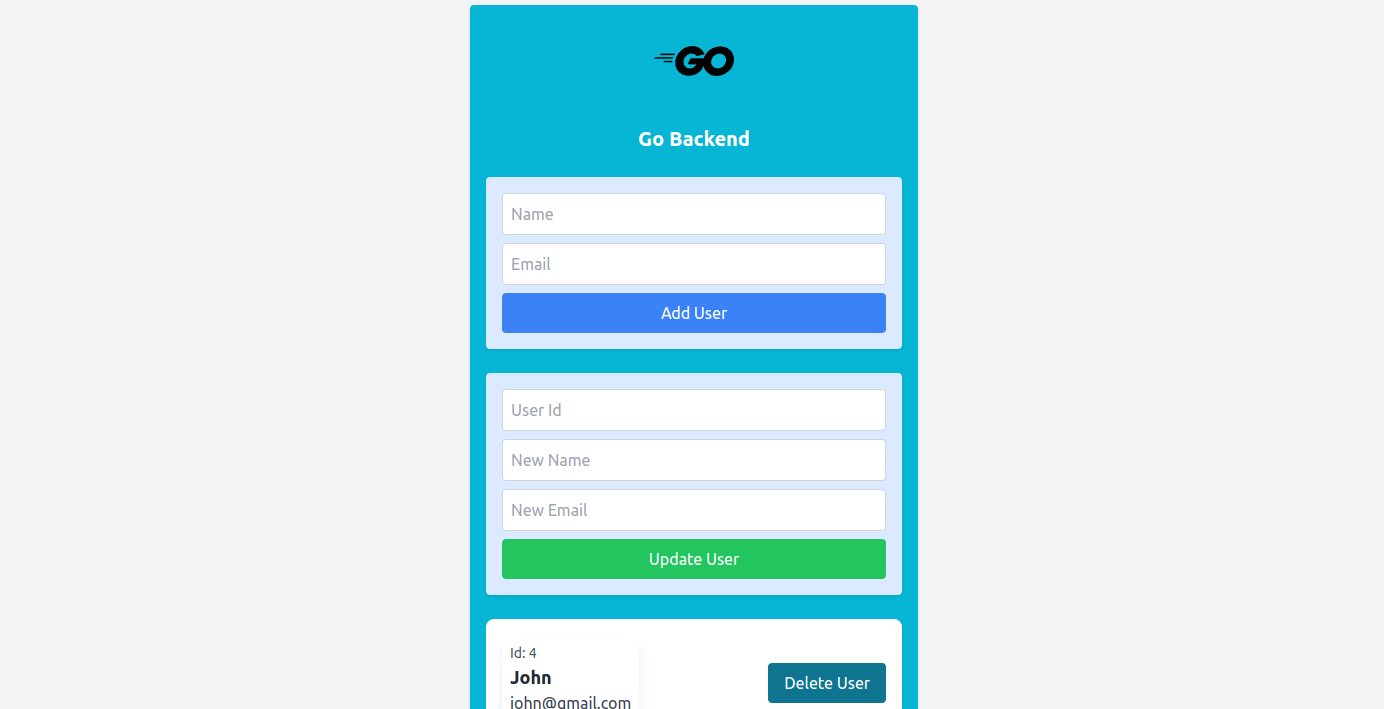 GO
Go Backend
Name
Email
Add User
User Id
New Name
New Email
Update User
Id: 4
John
john@gmail.com
Delete User